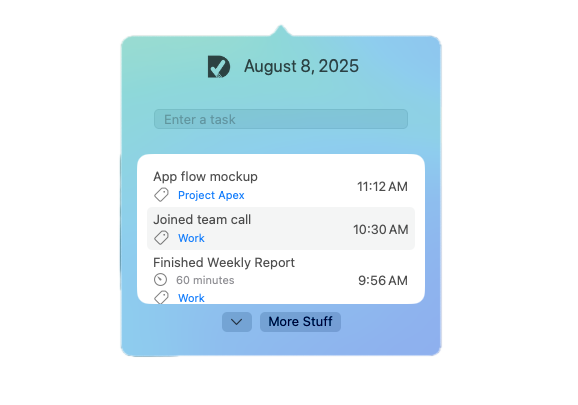 August 8, 2025
Enter a task
App flow mockup
11:12 AM
Project Apex
Joined team call
10:30 AM
Work
Finished Weekly Report
60 minutes
9:56 AM
Work
More Stuff